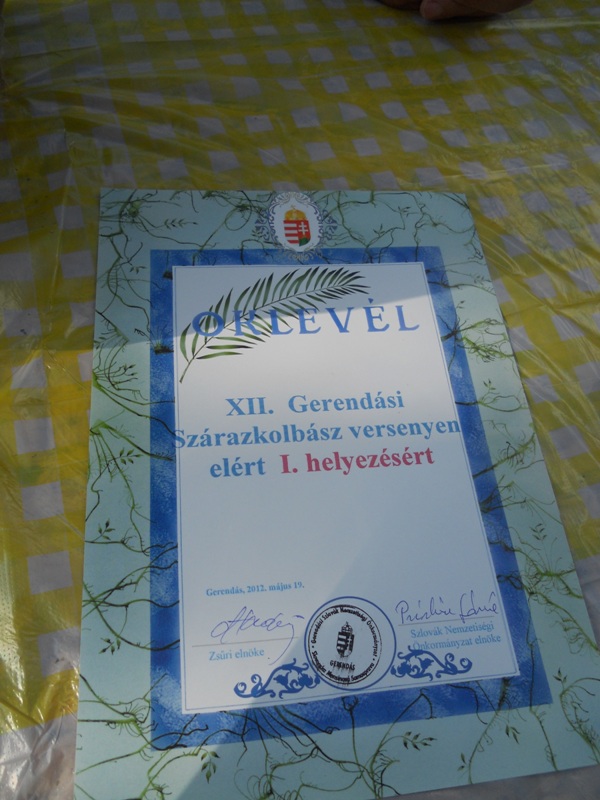 OKLEVÉL
XII. Gerendási
Szárazkolbász versenyen
elért I. helyezésért
Gerendás, 2012. május 19.
Zsűri elnöke
Szlovák Nemzetiségi
Önkormányzat elnöke
GERENDÁS